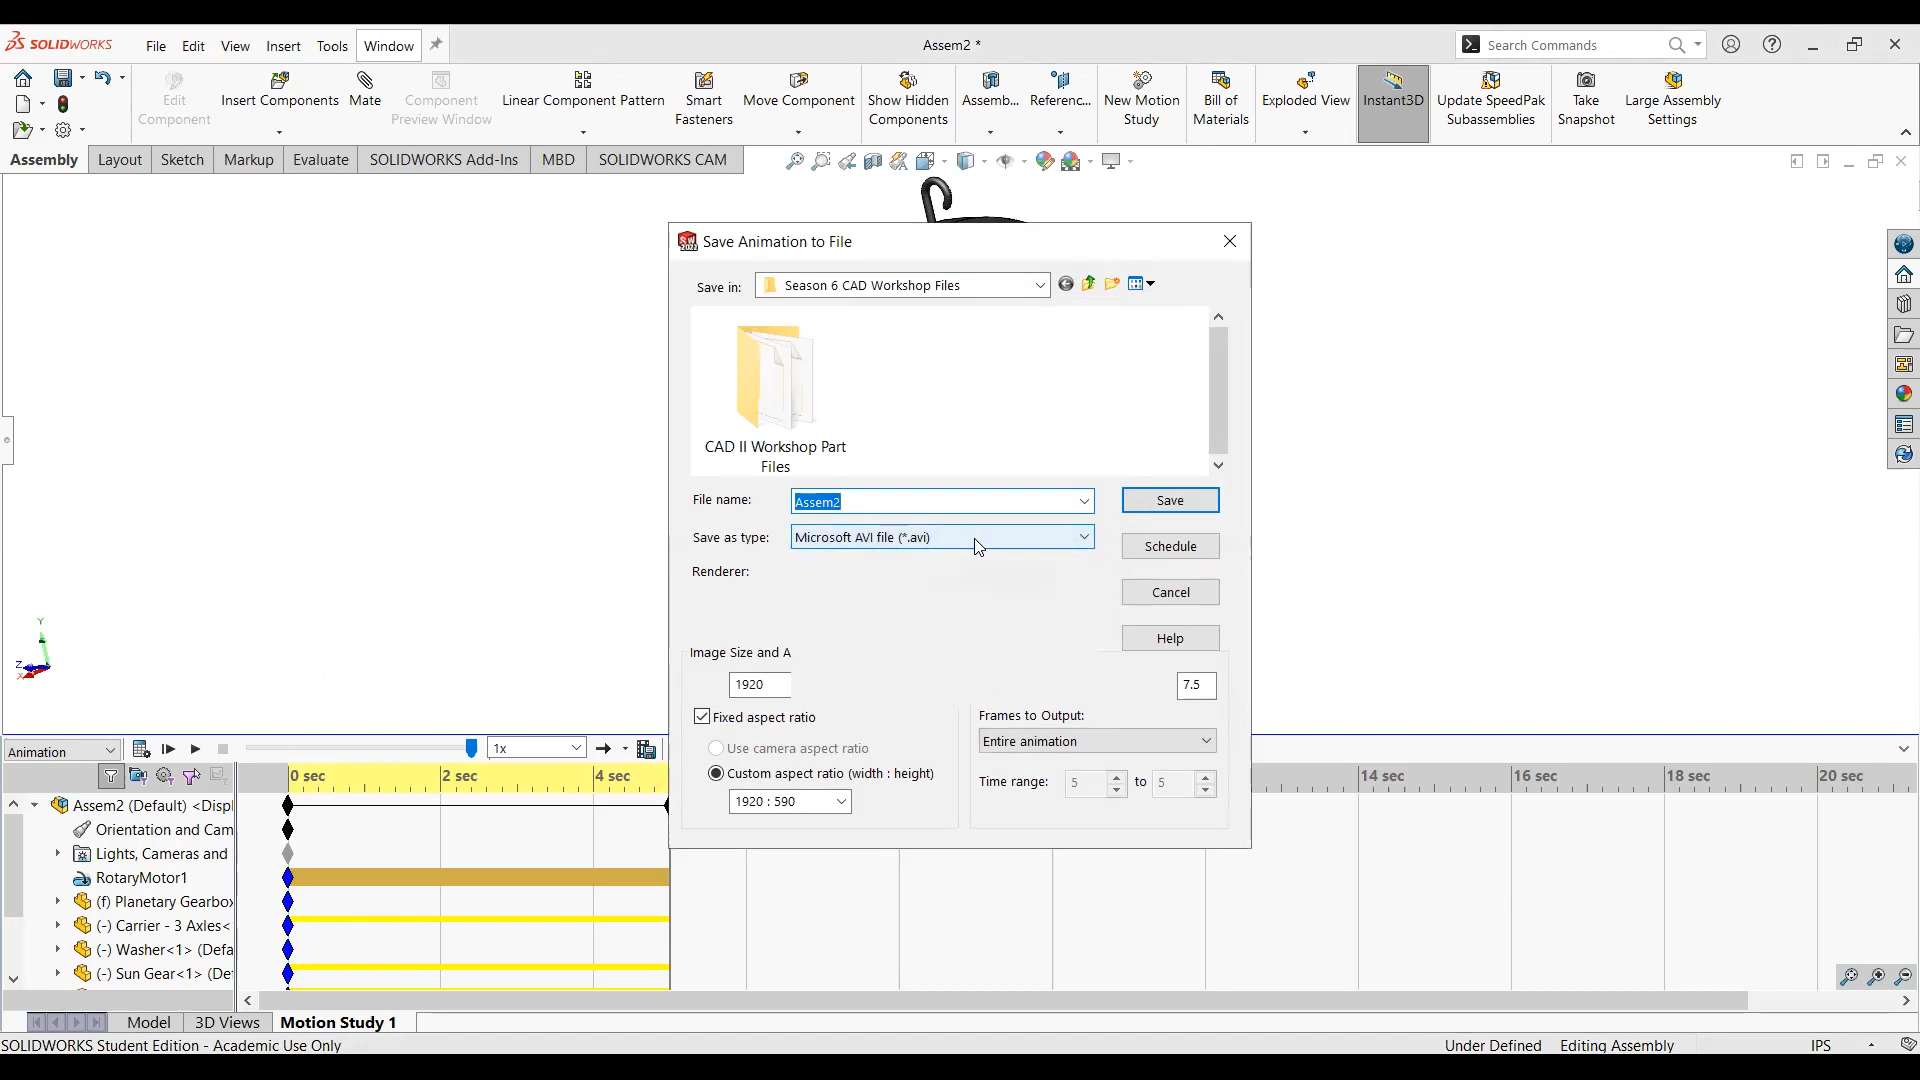 SOLIDWORKS File Edit View Insert Tools Window Assem2 * Search Commands
Edit Component
Insert Components
Mate
Component Preview Window
Linear Component Pattern
Smart Fasteners
Move Component
Show Hidden Components
Assemb...
Referenc...
New Motion Study
Bill of Materials
Exploded View
Instant3D
Update SpeedPak Subassemblies
Take Snapshot
Large Assembly Settings
Assembly Layout Sketch Markup Evaluate SOLIDWORKS Add-Ins MBD SOLIDWORKS CAM
Save Animation to File
Save in: Season 6 CAD Workshop Files
CAD II Workshop Part
Files
File name: Assem2 Save
Save as type: Microsoft AVI file (*.avi) Schedule
Renderer:
Cancel
Help
Image Size and A
1920 7.5
Fixed aspect ratio Frames to Output:
Use camera aspect ratio Entire animation
Custom aspect ratio (width : height) Time range: 5 to 5
1920 : 590
Y
Z
X
Animation 1x
0 sec 2 sec 4 sec 14 sec 16 sec 18 sec 20 sec
Assem2 (Default) <Displ
Orientation and Cam
Lights, Cameras and
RotaryMotor1
(f) Planetary Gearbox
(-) Carrier - 3 Axles<
(-) Washer<1> (Defa
(-) Sun Gear<1> (De
Model 3D Views Motion Study 1
SOLIDWORKS Student Edition - Academic Use Only Under Defined Editing Assembly IPS